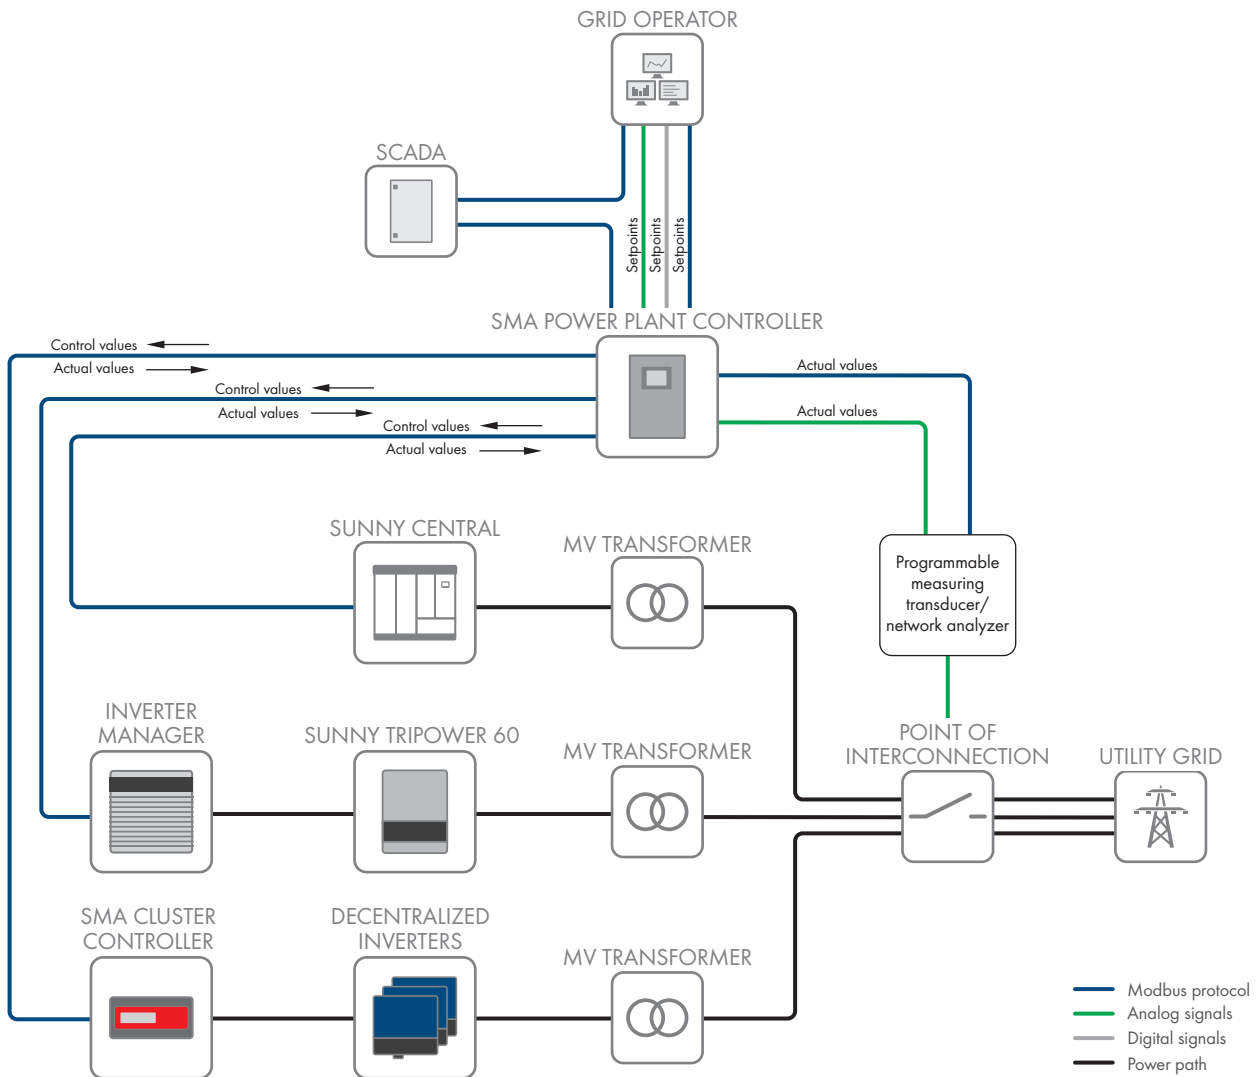 GRID OPERATOR
SCADA
Setpoints
Setpoints
Setpoints
SMA POWER PLANT CONTROLLER
Control values
Actual values
Control values
Actual values
Control values
Actual values
Actual values
Actual values
SUNNY CENTRAL
MV TRANSFORMER
Programmable
measuring
transducer/
network analyzer
INVERTER
MANAGER
SUNNY TRIPOWER 60
MV TRANSFORMER
POINT OF
INTERCONNECTION
UTILITY GRID
SMA CLUSTER
CONTROLLER
DECENTRALIZED
INVERTERS
MV TRANSFORMER
Modbus protocol
Analog signals
Digital signals
Power path